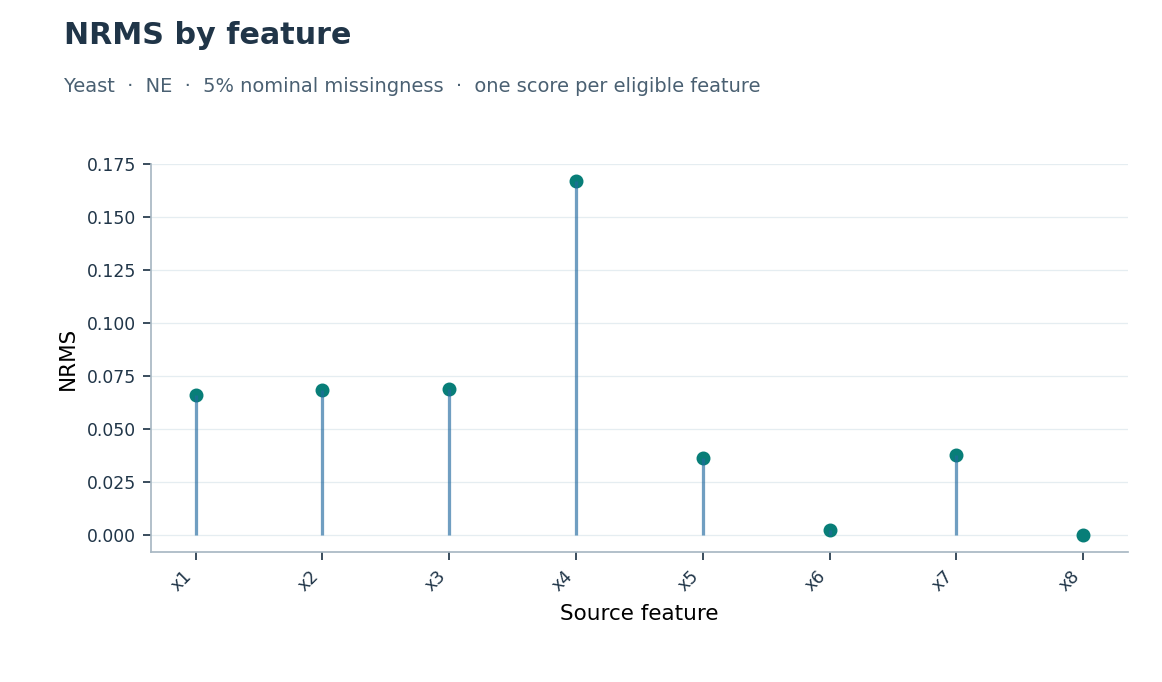 NRMS by feature
Yeast · NE · 5% nominal missingness · one score per eligible feature
0.175
0.150
0.125
0.100
0.075
0.050
0.025
0.000
NRMS
x1 x2 x3 x4 x5 x6 x7 x8
Source feature